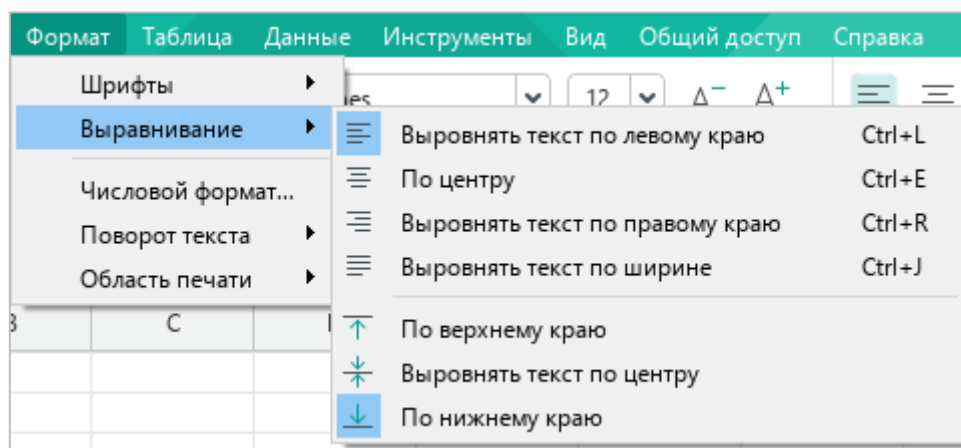 Формат Таблица Данные Инструменты Вид Общий доступ Справка
Шрифты
12
Выравнивание
Выровнять текст по левому краю Ctrl+L
По центру Ctrl+E
Числовой формат...
Выровнять текст по правому краю Ctrl+R
Поворот текста
Выровнять текст по ширине Ctrl+J
Область печати
C
По верхнему краю
Выровнять текст по центру
По нижнему краю